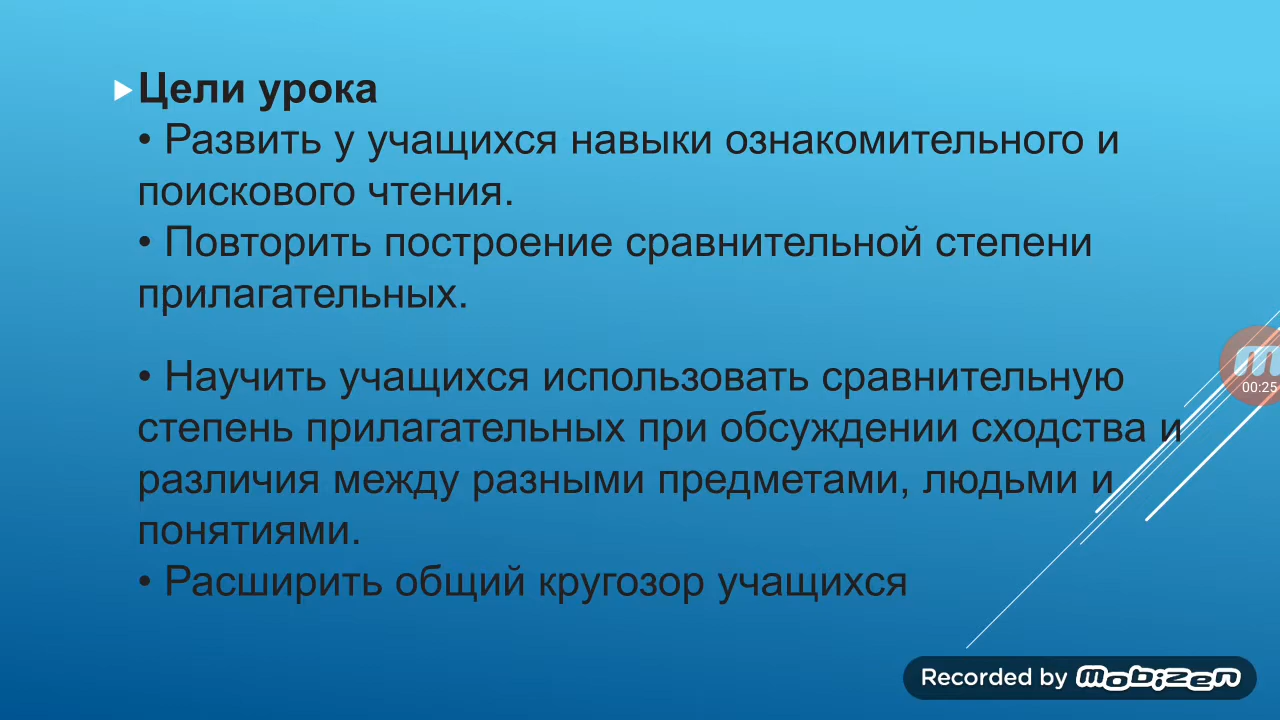 Цели урока
• Развить у учащихся навыки ознакомительного и
поискового чтения.
• Повторить построение сравнительной степени
прилагательных.
• Научить учащихся использовать сравнительную
степень прилагательных при обсуждении сходства и
различия между разными предметами, людьми и
понятиями.
• Расширить общий кругозор учащихся
00:25
Recorded by mobizen